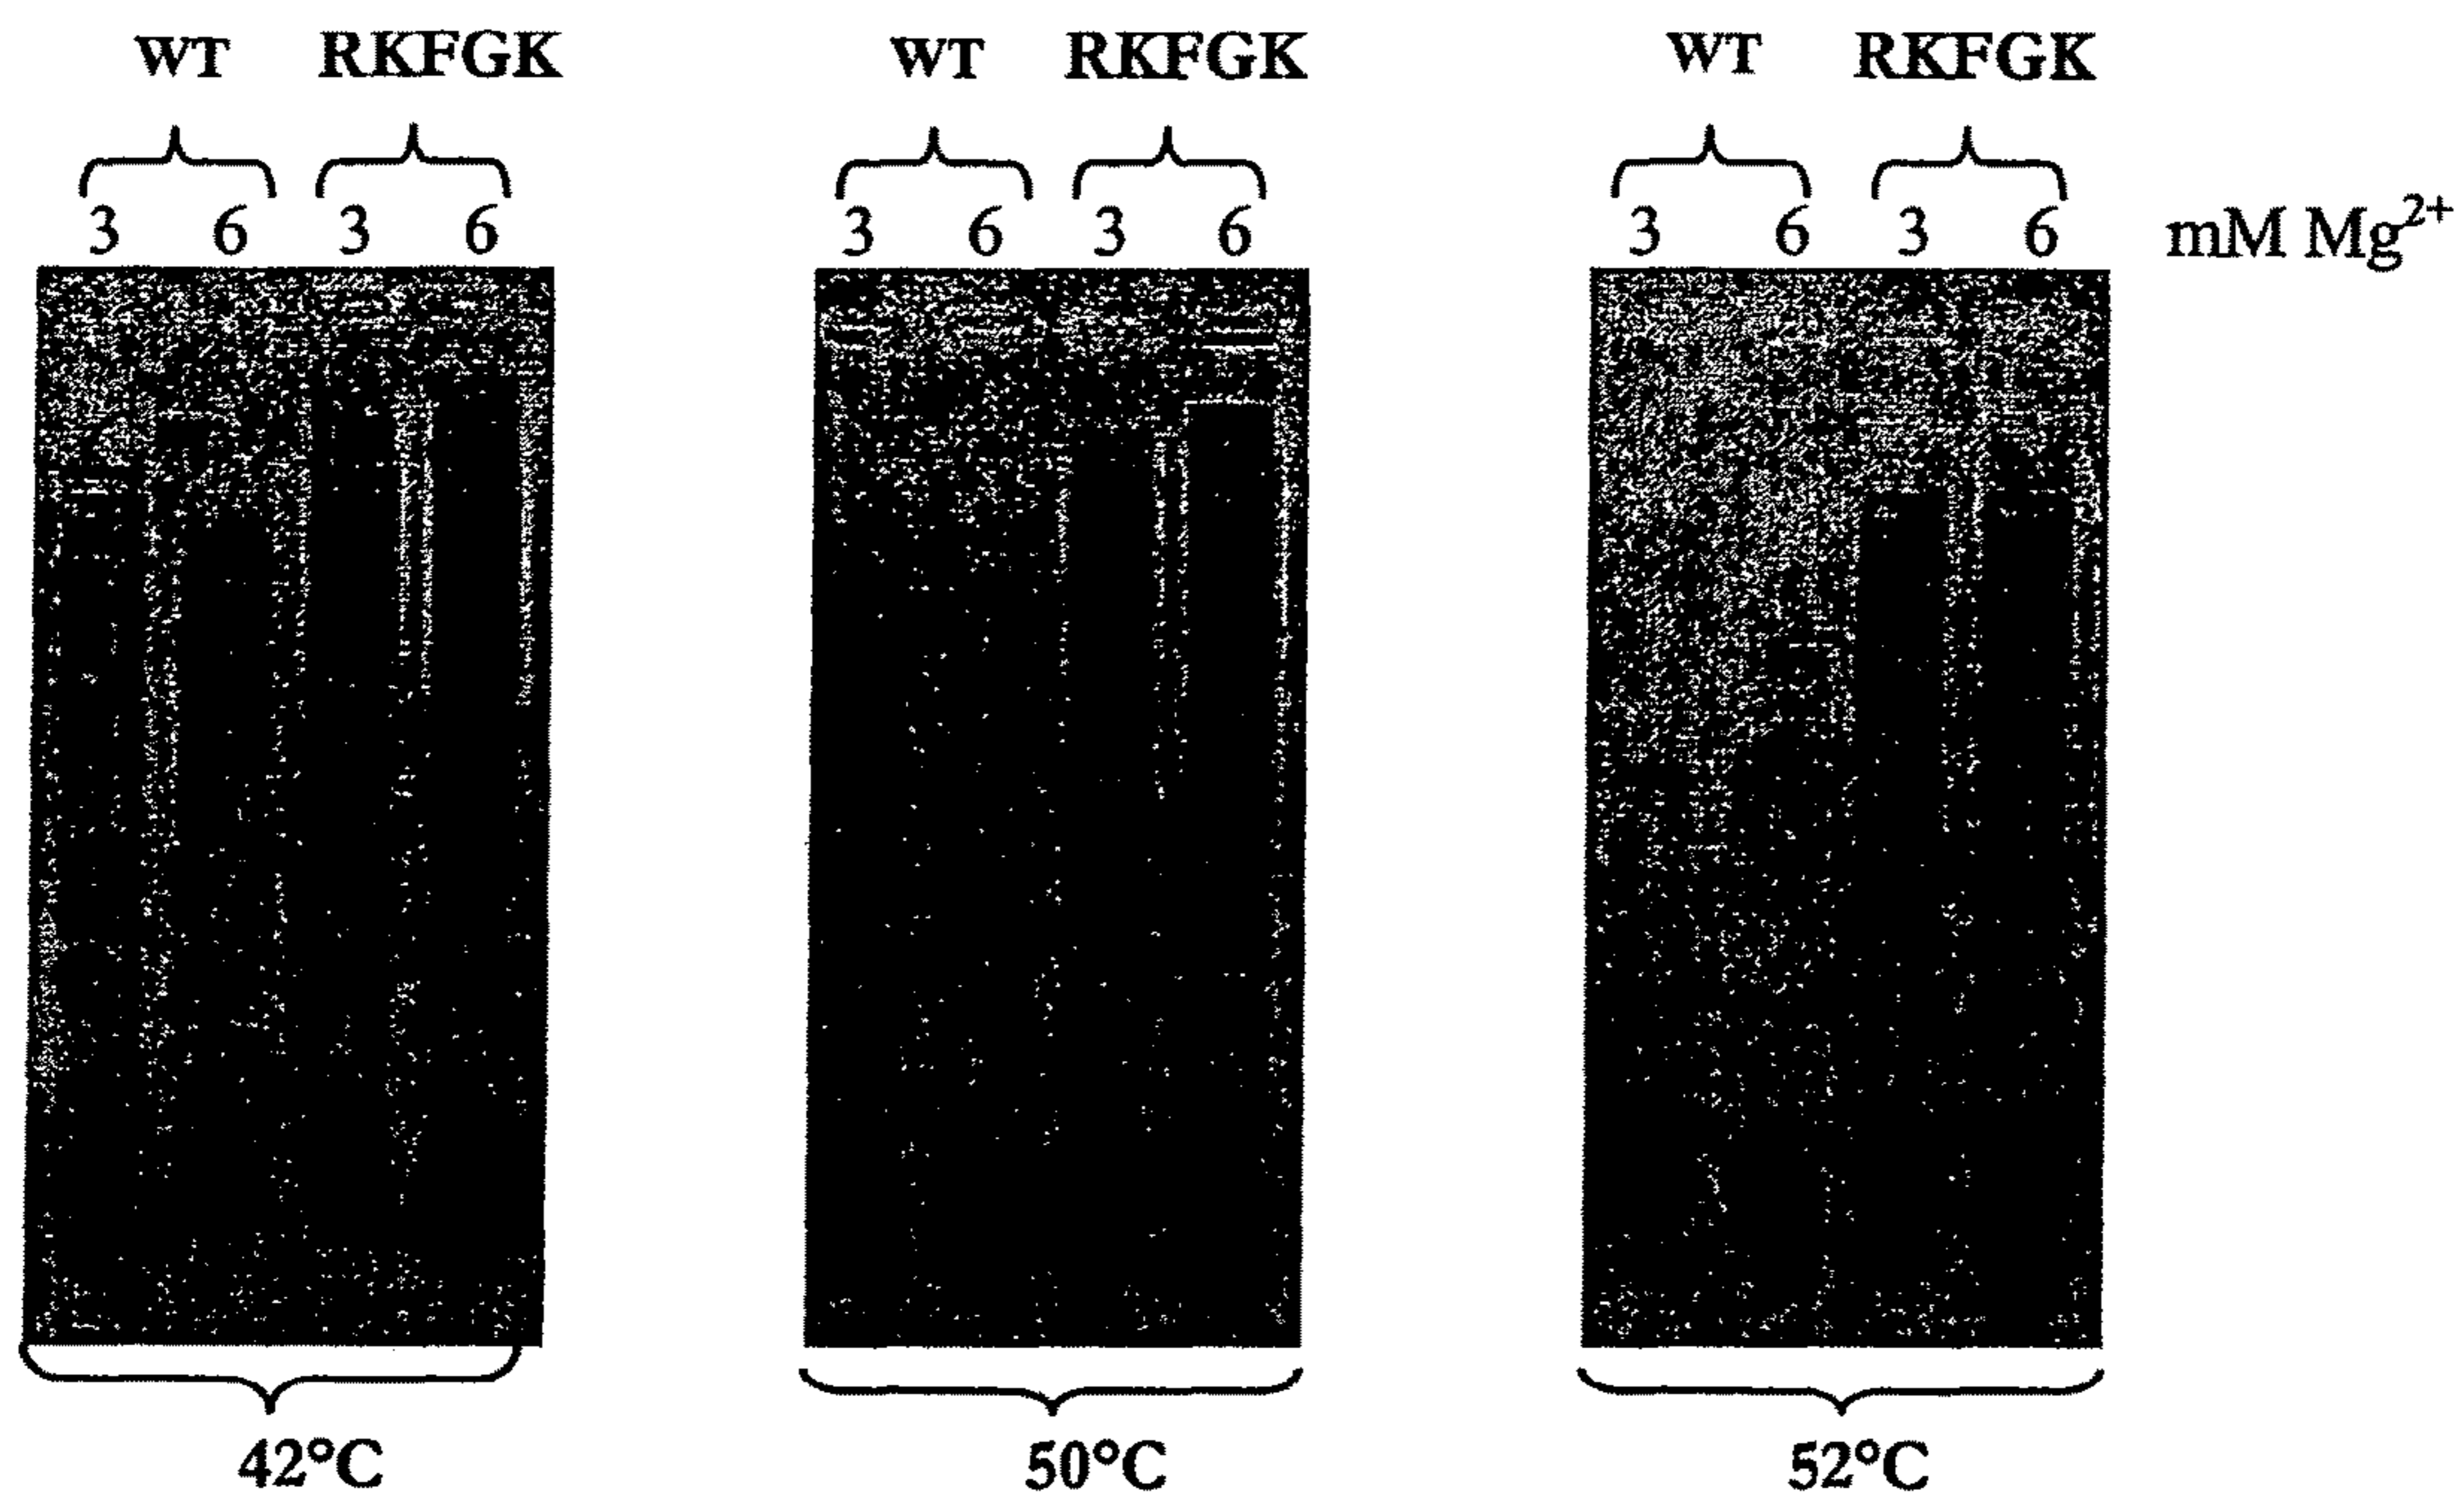 WT RKFGK WT RKFGK WT RKFGK
3 6 3 6 3 6 3 6 3 6 3 6 mM Mg²⁺
42°C 50°C 52°C